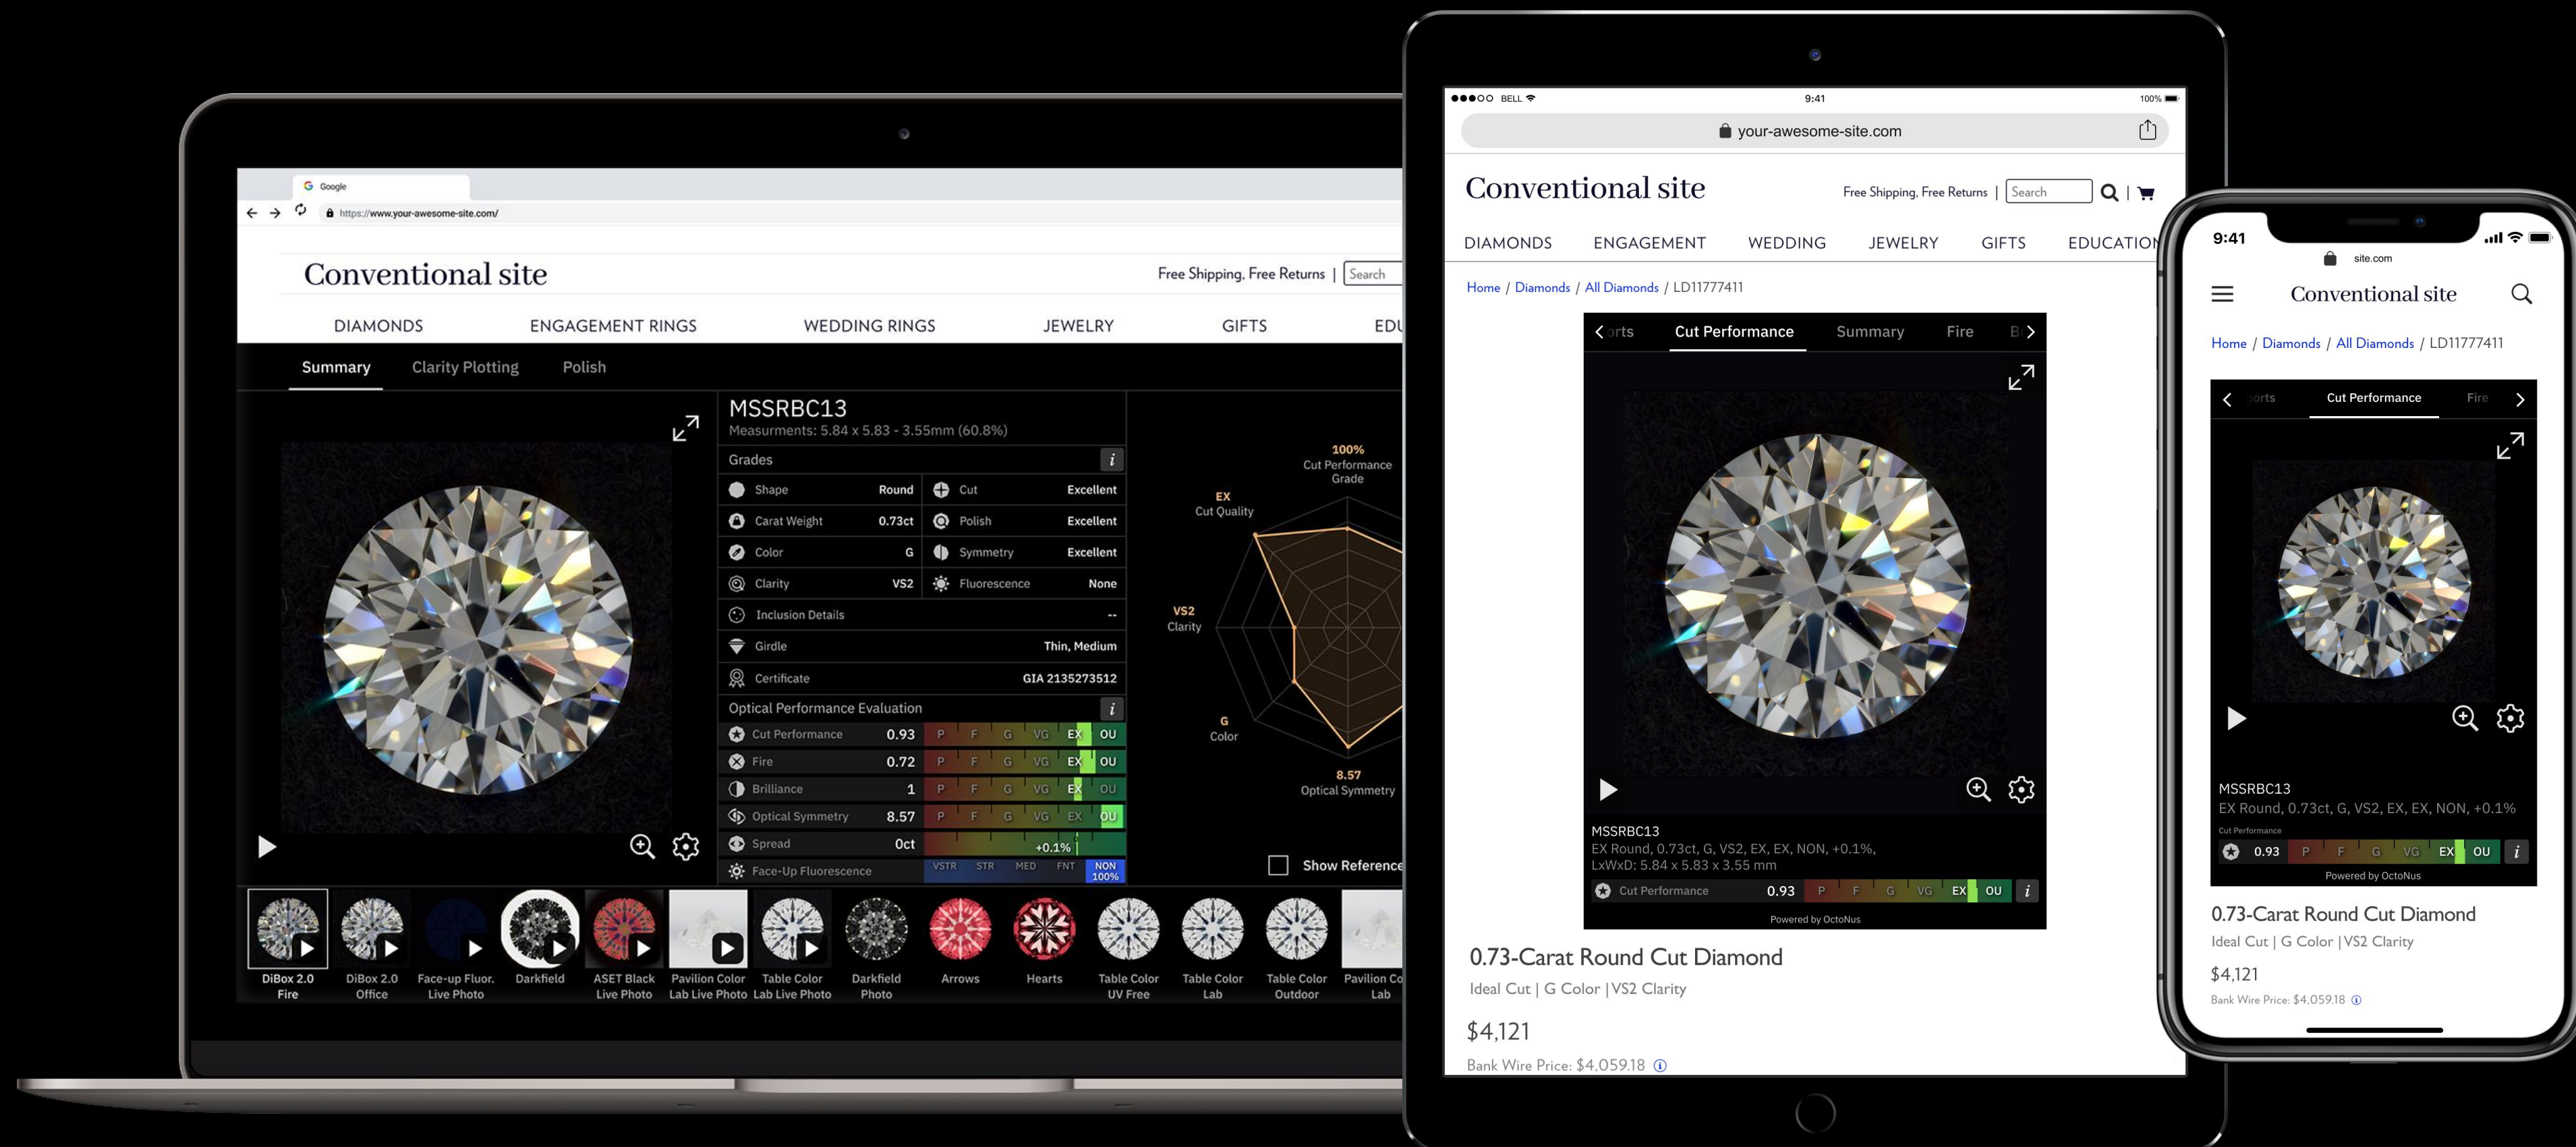 Google
https://www.your-awesome-site.com/
Conventional site
Free Shipping, Free Returns | Search
DIAMONDS ENGAGEMENT RINGS WEDDING RINGS JEWELRY GIFTS EDU
Summary Clarity Plotting Polish
MSSRBC13
Measurments: 5.84 x 5.83 - 3.55mm (60.8%)
Grades i
Shape Round Cut Excellent
Carat Weight 0.73ct Polish Excellent
Color G Symmetry Excellent
Clarity VS2 Fluorescence None
Inclusion Details --
Girdle Thin, Medium
Certificate GIA 2135273512
Optical Performance Evaluation i
Cut Performance 0.93 P F G VG EX OU
Fire 0.72 P F G VG EX OU
Brilliance 1 P F G VG EX OU
Optical Symmetry 8.57 P F G VG EX OU
Spread 0ct +0.1%
Face-Up Fluorescence VSTR STR MED FNT NON
100%
100%
Cut Performance
Grade
EX
Cut Quality
VS2
Clarity
G
Color
8.57
Optical Symmetry
Show Reference
DiBox 2.0
Fire
DiBox 2.0
Office
Face-up Fluor.
Live Photo
Darkfield
ASET Black
Live Photo
Pavilion Color
Lab Live Photo
Table Color
Lab Live Photo
Darkfield
Photo
Arrows
Hearts
Table Color
UV Free
Table Color
Lab
Table Color
Outdoor
Pavilion Co
Lab
BELL 9:41 100%
your-awesome-site.com
Conventional site
Free Shipping, Free Returns | Search |
DIAMONDS ENGAGEMENT WEDDING JEWELRY GIFTS EDUCATION
Home / Diamonds / All Diamonds / LD11777411
orts Cut Performance Summary Fire B
MSSRBC13
EX Round, 0.73ct, G, VS2, EX, EX, NON, +0.1%,
LxWxD: 5.84 x 5.83 x 3.55 mm
Cut Performance 0.93 P F G VG EX OU i
Powered by OctoNus
0.73-Carat Round Cut Diamond
Ideal Cut | G Color | VS2 Clarity
$4,121
Bank Wire Price: $4,059.18
9:41
site.com
Conventional site
Home / Diamonds / All Diamonds / LD11777411
ports Cut Performance Fire
MSSRBC13
EX Round, 0.73ct, G, VS2, EX, EX, NON, +0.1%
Cut Performance
0.93 P F G VG EX OU i
Powered by OctoNus
0.73-Carat Round Cut Diamond
Ideal Cut | G Color | VS2 Clarity
$4,121
Bank Wire Price: $4,059.18